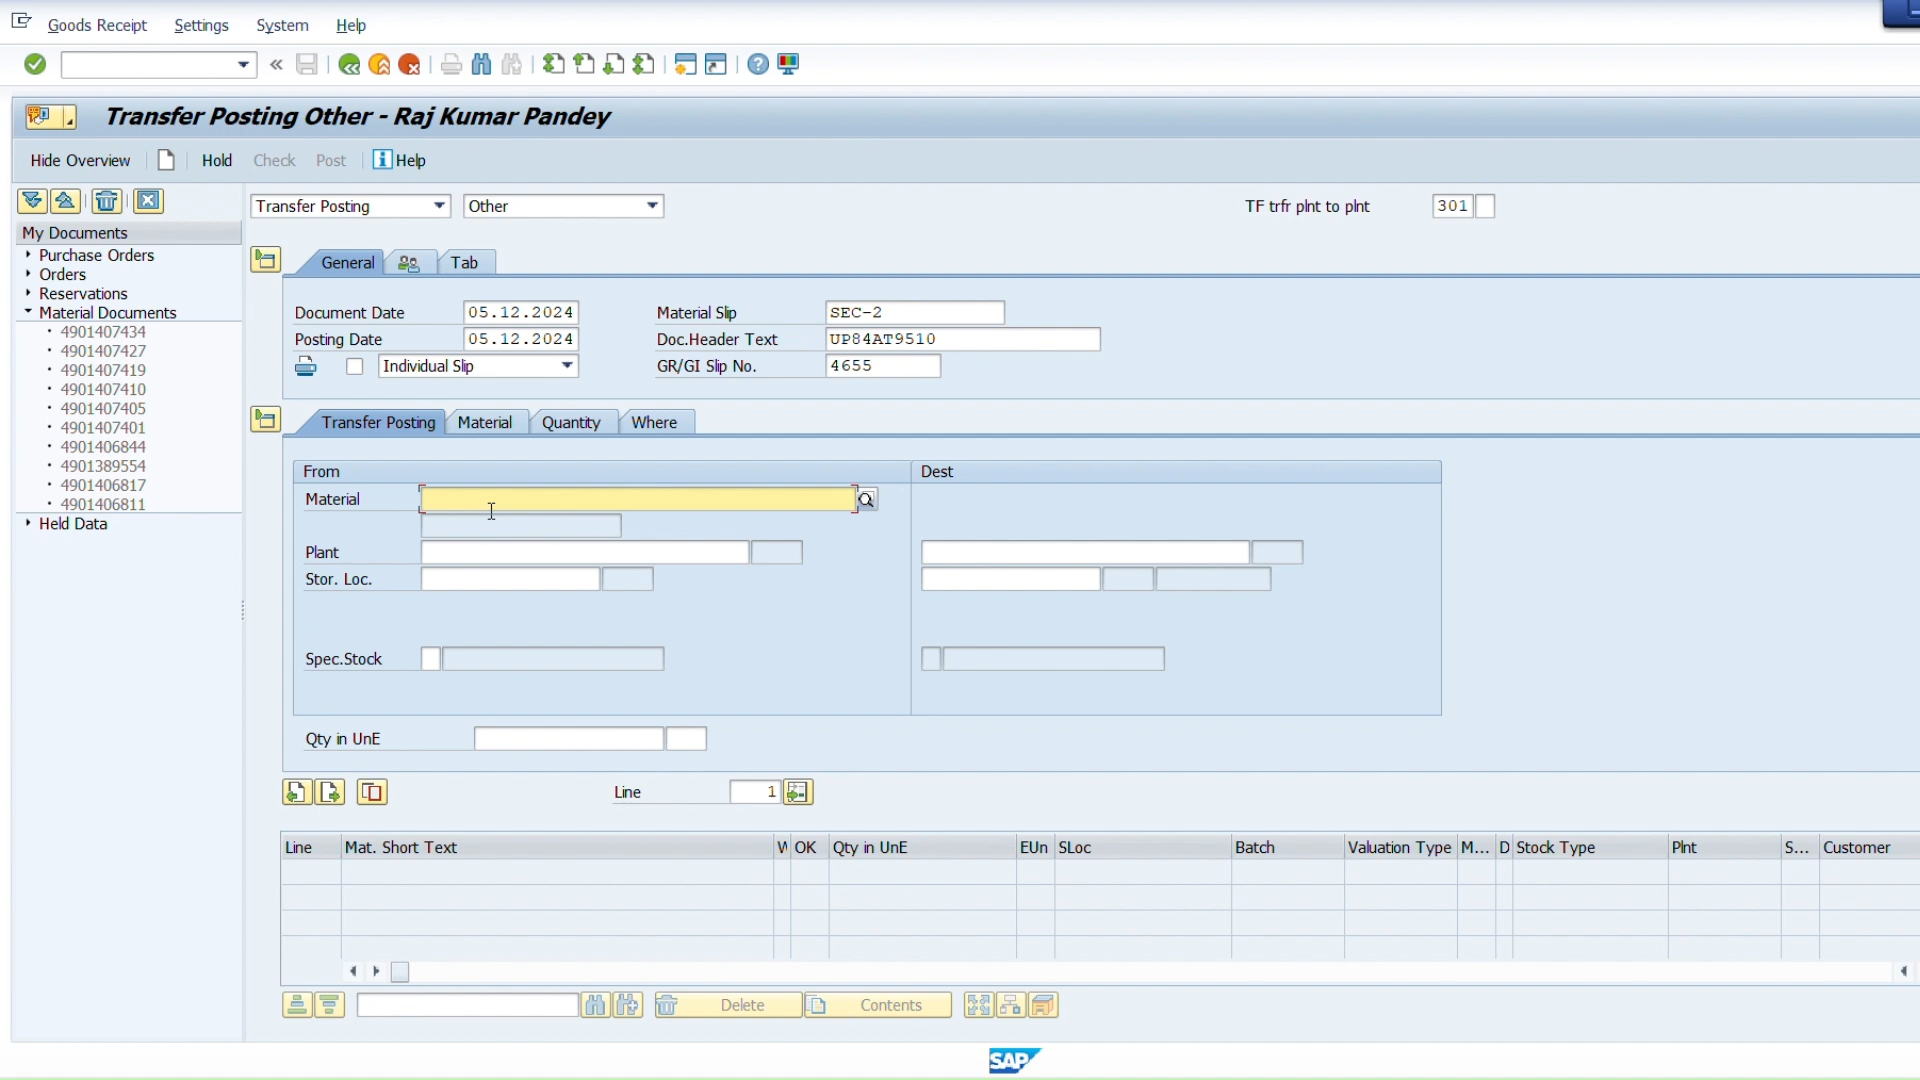 Goods Receipt Settings System Help
Transfer Posting Other - Raj Kumar Pandey
Hide Overview Hold Check Post Help
Transfer Posting Other TF trfr plnt to plnt 301
My Documents
Purchase Orders
Orders
Reservations
Material Documents
4901407434
4901407427
4901407419
4901407410
4901407405
4901407401
4901406844
4901389554
4901406817
4901406811
Held Data
General Tab
Document Date 05.12.2024 Material Slip SEC-2
Posting Date 05.12.2024 Doc.Header Text UP84AT9510
Individual Slip GR/GI Slip No. 4655
Transfer Posting Material Quantity Where
From Dest
Material
Plant
Stor. Loc.
Spec.Stock
Qty in UnE
Line 1
Line Mat. Short Text V OK Qty in UnE EUn SLoc Batch Valuation Type M... D Stock Type Plnt S... Customer
Delete Contents
SAP